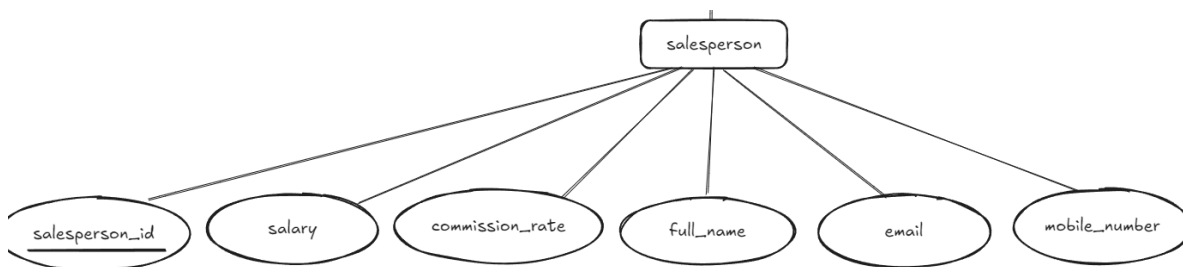 salesperson
salesperson_id
salary
commission_rate
full_name
email
mobile_number